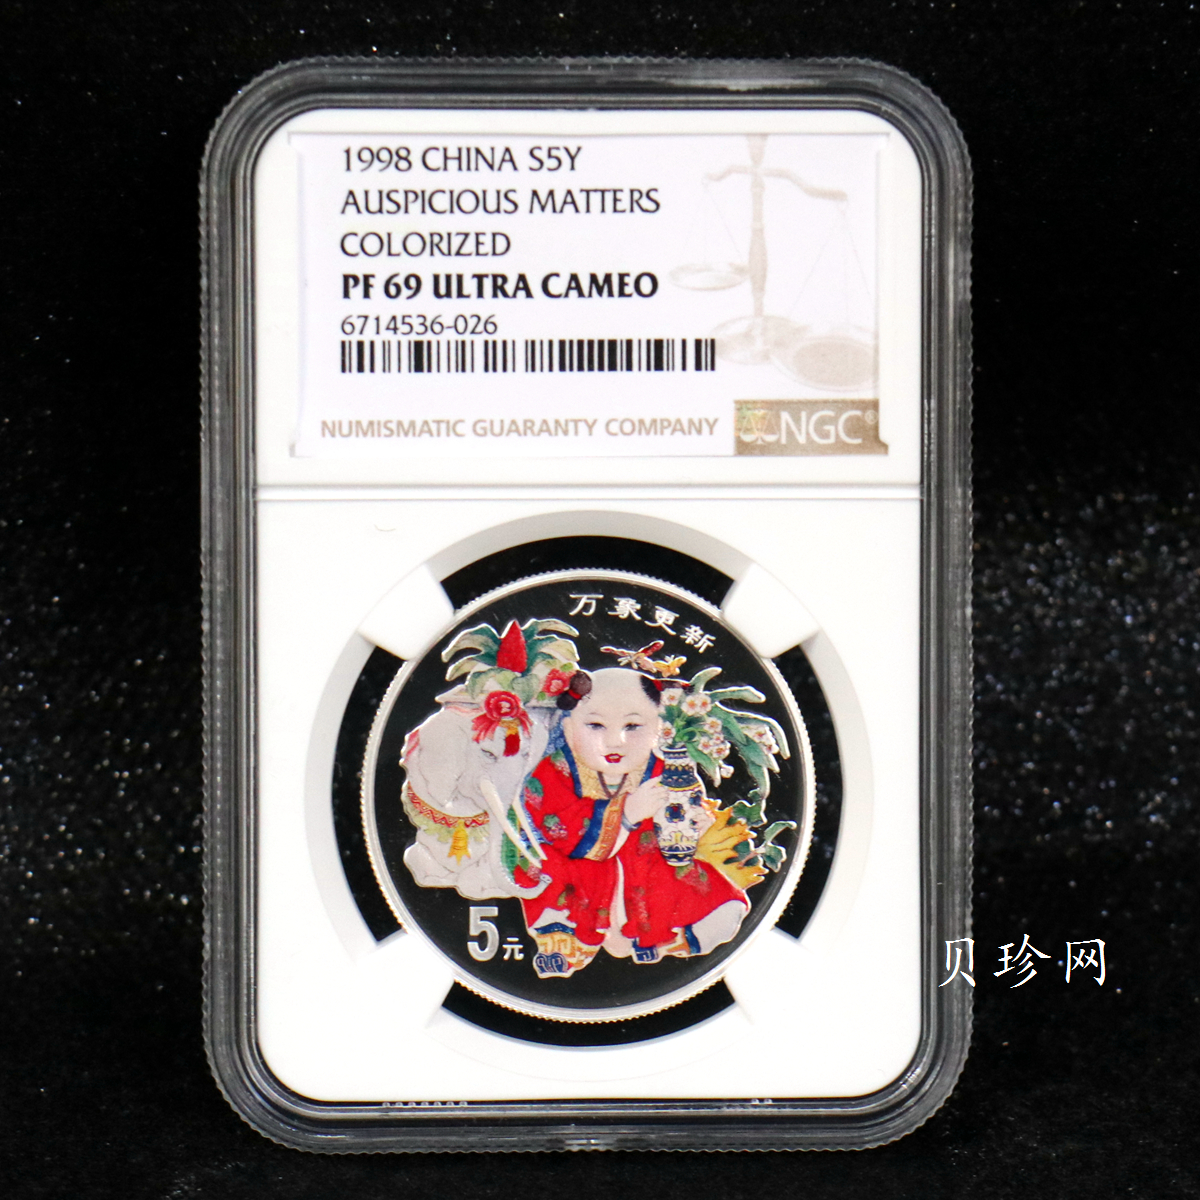 1998 CHINA S5Y
AUSPICIOUS MATTERS
COLORIZED
PF 69 ULTRA CAMEO
6714536-026
NUMISMATIC GUARANTY COMPANY
NGC®
万象更新
5元
贝珍网